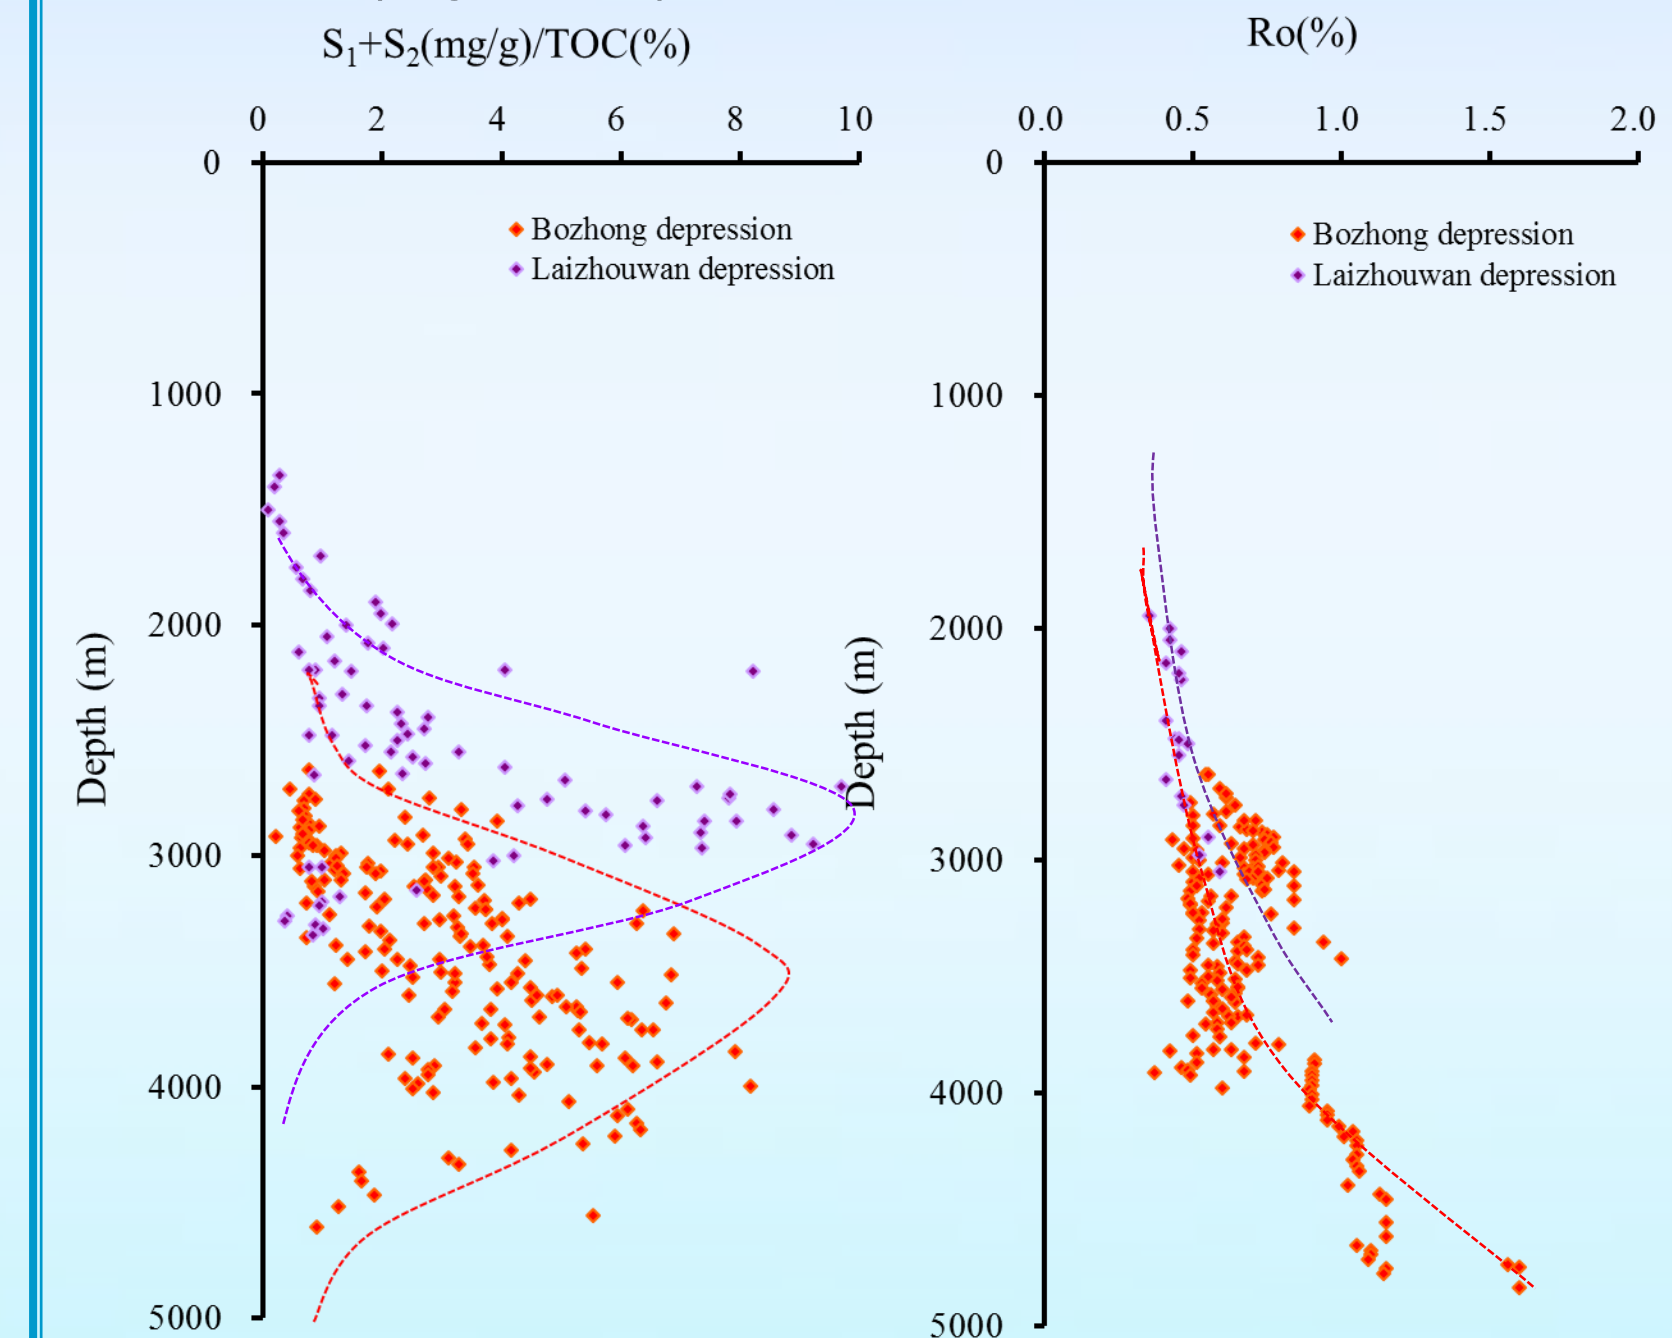 S₁+S₂(mg/g)/TOC(%)
0 2 4 6 8 10
0
Bozhong depression
Laizhouwan depression
1000
2000
Depth (m)
3000
4000
5000
Ro(%)
0.0 0.5 1.0 1.5 2.0
0
Bozhong depression
Laizhouwan depression
1000
2000
Depth (m)
3000
4000
5000